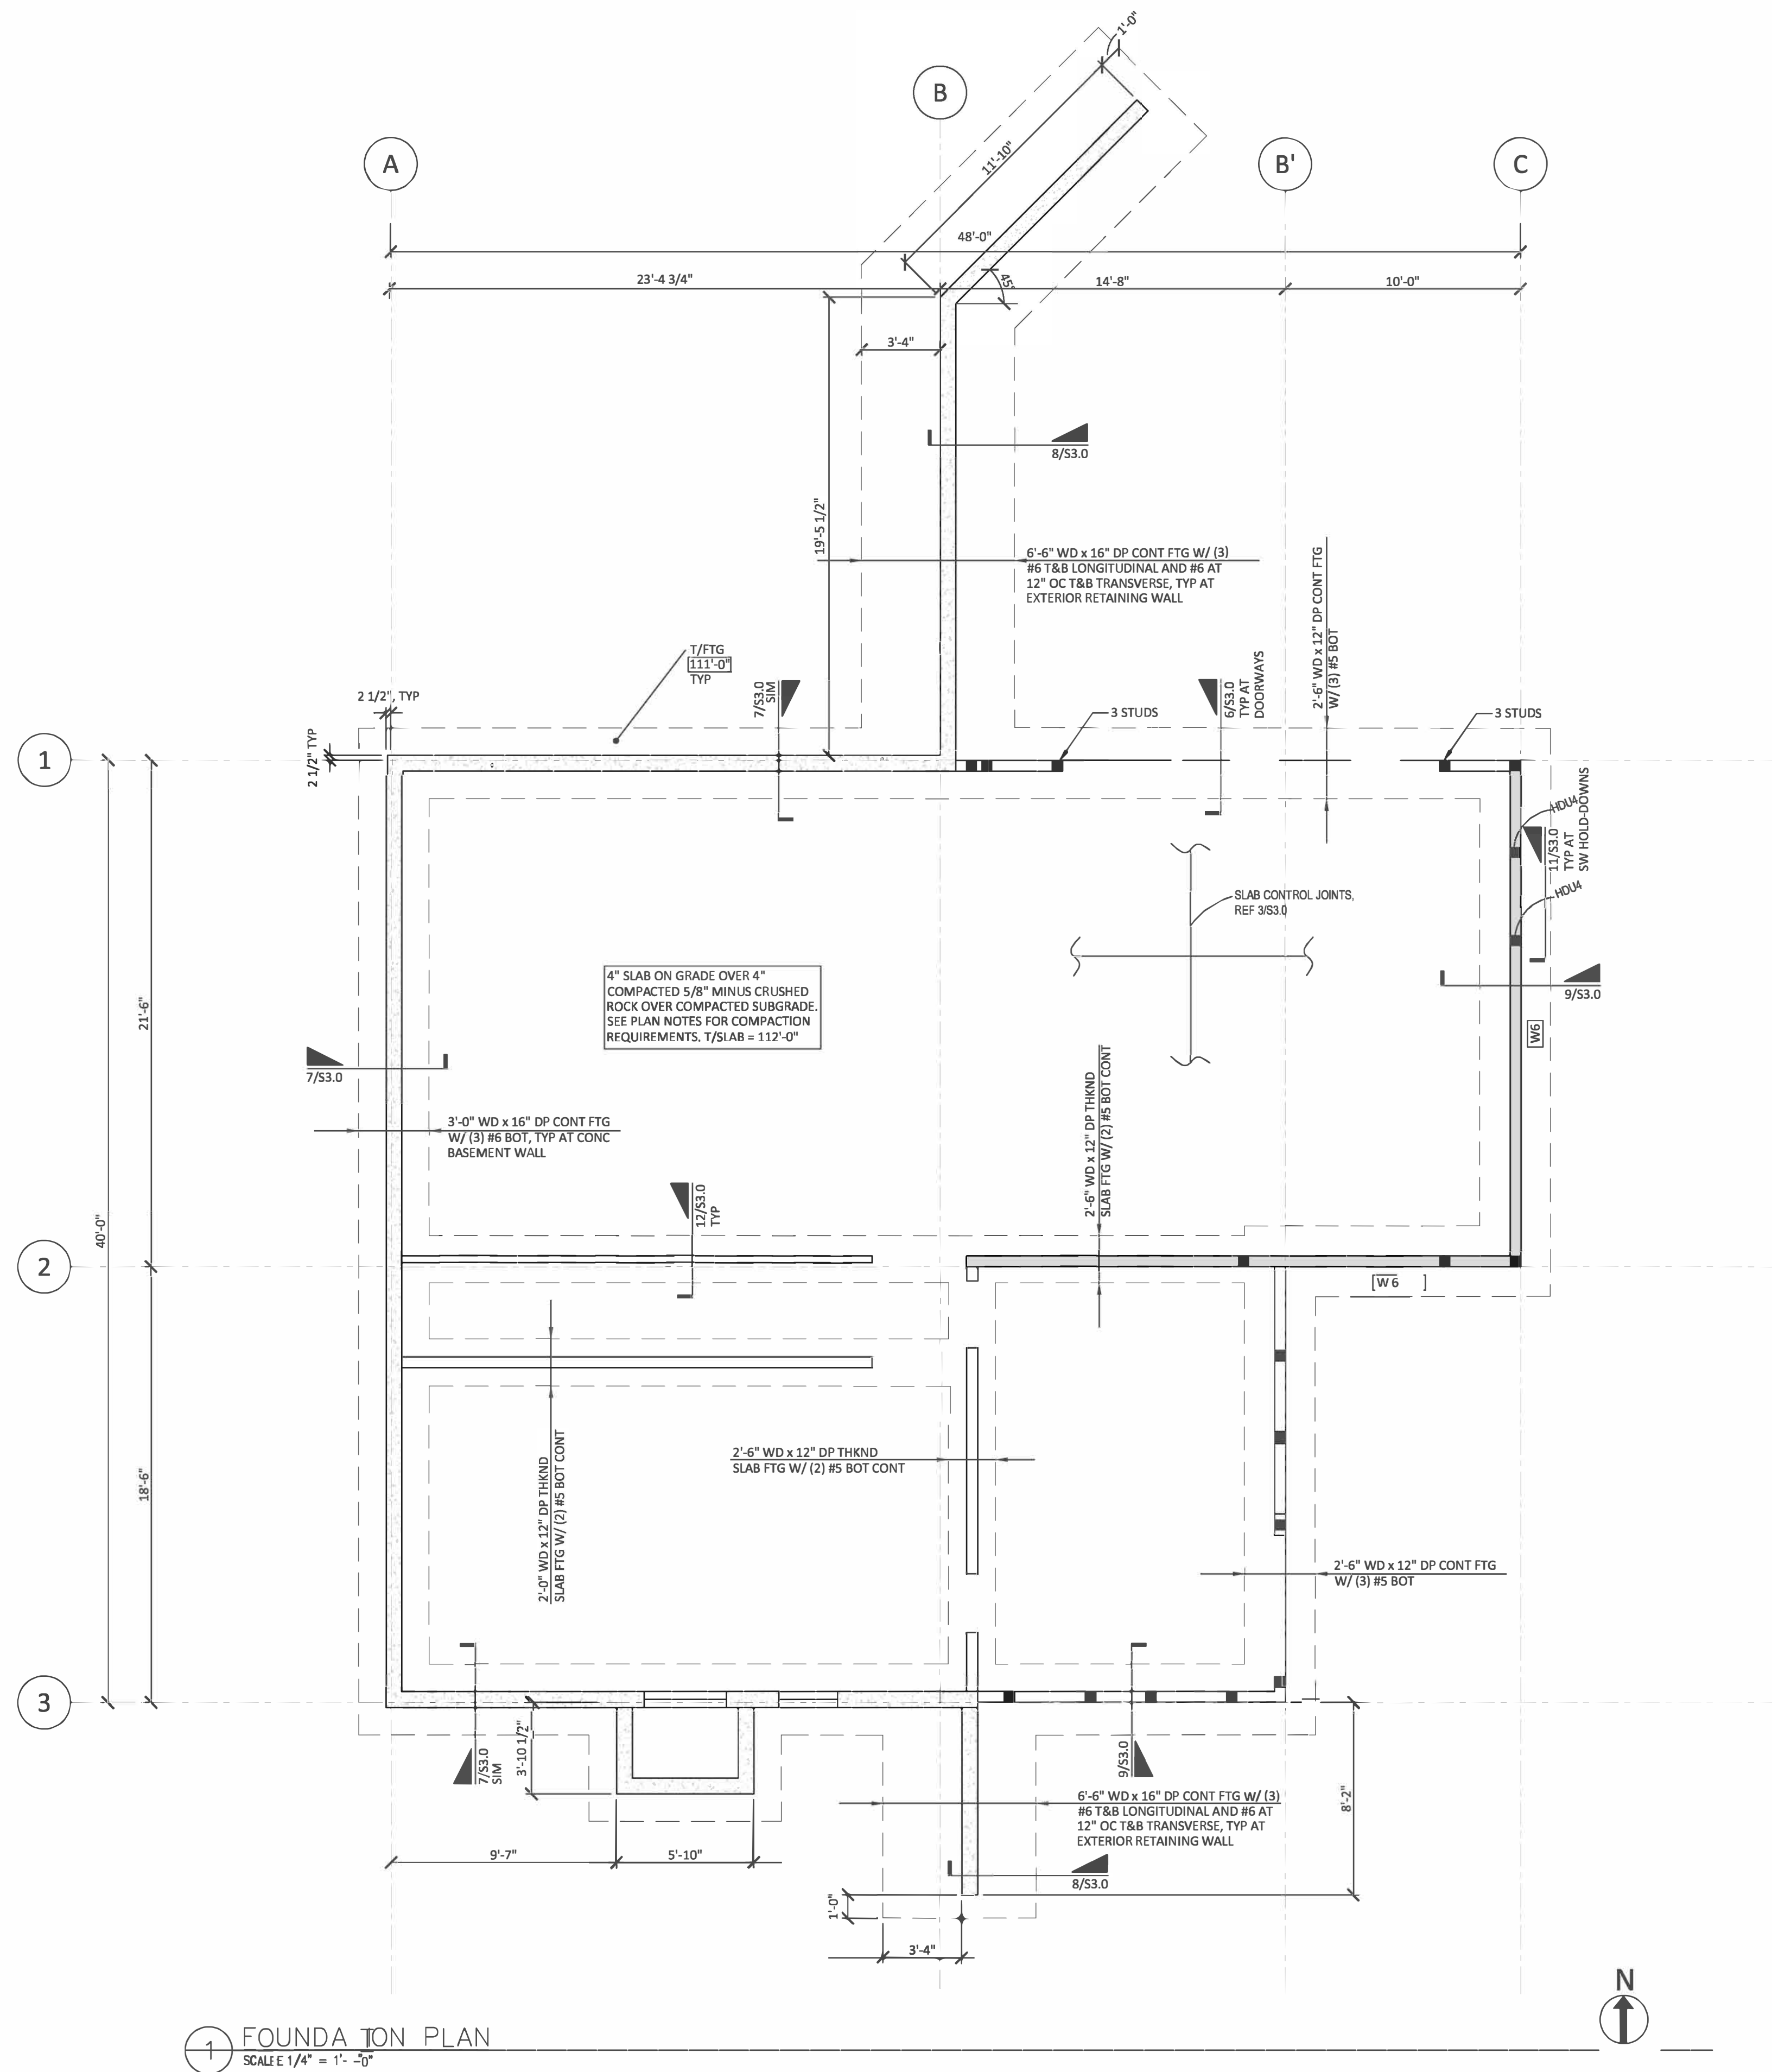 1'-0"
B
A
B'
C
11'-10"
48'-0"
23'-4 3/4"
45°
14'-8"
10'-0"
3'-4"
8/S3.0
19'-5 1/2"
6'-6" WD x 16" DP CONT FTG W/ (3)
#6 T&B LONGITUDINAL AND #6 AT
12" OC T&B TRANSVERSE, TYP AT
EXTERIOR RETAINING WALL
2'-6" WD x 12" DP CONT FTG
W/ (3) #5 BOT
T/FTG
111'-0"
TYP
7/S3.0
SIM
6/S3.0
TYP AT
DOORWAYS
2 1/2", TYP
3 STUDS
3 STUDS
1
2 1/2" TYP
HDU4
11/S3.0
TYP AT
SW HOLD-DOWNS
HDU4
SLAB CONTROL JOINTS,
REF 3/S3.0
4" SLAB ON GRADE OVER 4"
COMPACTED 5/8" MINUS CRUSHED
ROCK OVER COMPACTED SUBGRADE.
SEE PLAN NOTES FOR COMPACTION
REQUIREMENTS. T/SLAB = 112'-0"
9/S3.0
21'-6"
W6
7/S3.0
2'-6" WD x 12" DP THKND
SLAB FTG W/ (2) #5 BOT CONT
3'-0" WD x 16" DP CONT FTG
W/ (3) #6 BOT, TYP AT CONC
BASEMENT WALL
12/S3.0
TYP
40'-0"
2
W6
2'-6" WD x 12" DP THKND
SLAB FTG W/ (2) #5 BOT CONT
18'-6"
2'-0" WD x 12" DP THKND
SLAB FTG W/ (2) #5 BOT CONT
2'-6" WD x 12" DP CONT FTG
W/ (3) #5 BOT
3
7/S3.0
SIM
3'-10 1/2"
9/S3.0
6'-6" WD x 16" DP CONT FTG W/ (3)
#6 T&B LONGITUDINAL AND #6 AT
12" OC T&B TRANSVERSE, TYP AT
EXTERIOR RETAINING WALL
8'-2"
9'-7"
5'-10"
8/S3.0
1'-0"
3'-4"
N
1
FOUNDATION PLAN
SCALE 1/4" = 1'-0"